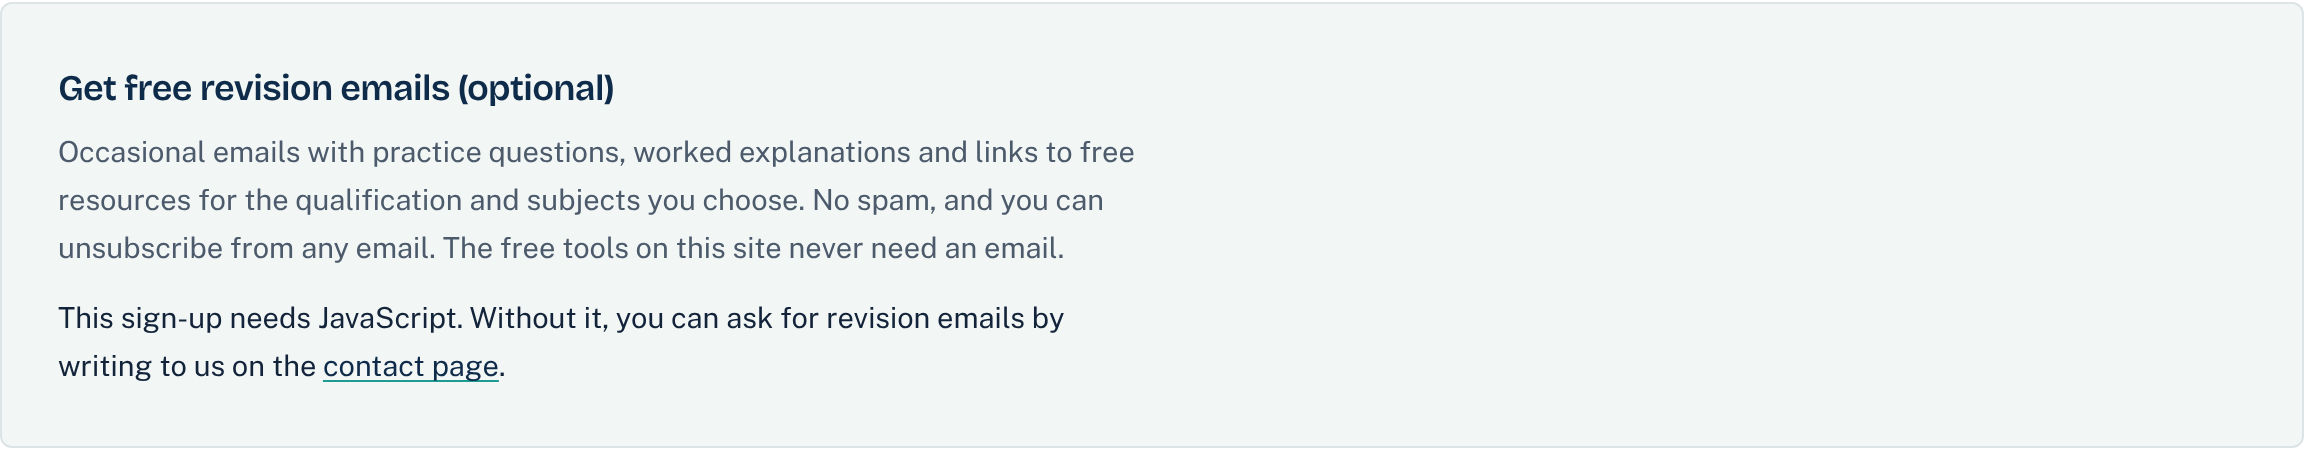 Get free revision emails (optional)
Occasional emails with practice questions, worked explanations and links to free
resources for the qualification and subjects you choose. No spam, and you can
unsubscribe from any email. The free tools on this site never need an email.
This sign-up needs JavaScript. Without it, you can ask for revision emails by
writing to us on the contact page.